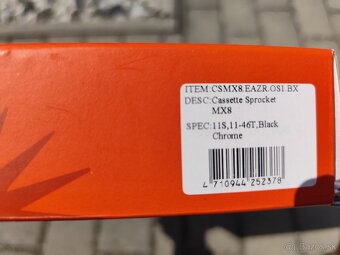 ITEM:CSMX8.EAZR.OS1.BX
DESC:Cassette Sprocket
MX8
SPEC:11S,11-46T,Black
Chrome
4 710944 252378